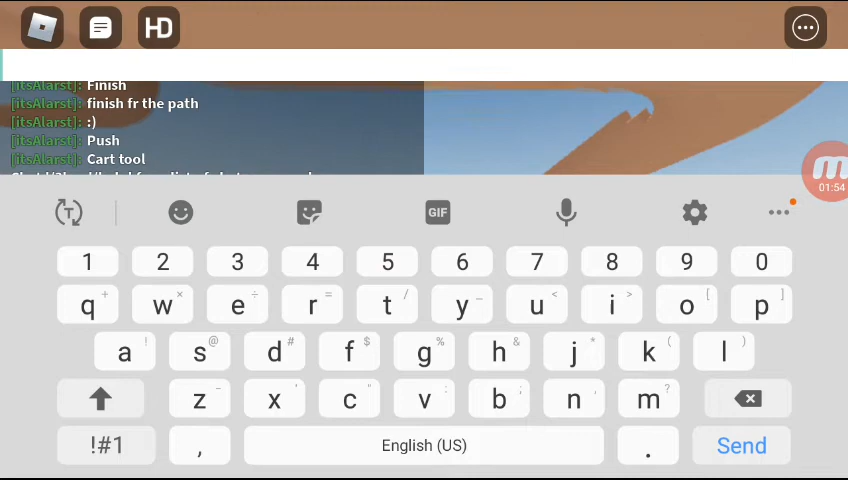 HD
[itsAlarst]: Finish
[itsAlarst]: finish fr the path
[itsAlarst]: :)
[itsAlarst]: Push
[itsAlarst]: Cart tool
01:54
T GIF
1 2 3 4 5 6 7 8 9 0
q + w × e ÷ r = t / y _ u < i > o [ p ]
a ! s @ d # f $ g % h & j * k ( l )
z - x ' c " v : b ; n , m ?
!#1 , English (US) . Send